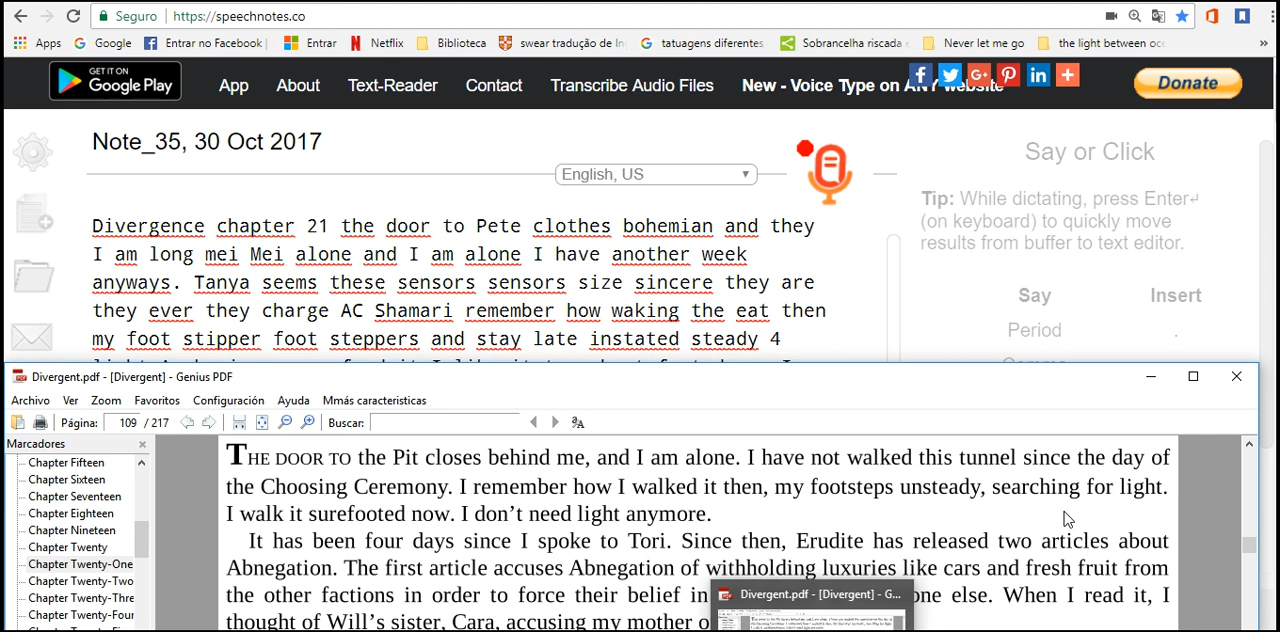 Seguro https://speechnotes.co
Apps Google Entrar no Facebook Entrar Netflix Biblioteca swear tradução de In tatuagens diferentes Sobrancelha riscada Never let me go the light between oce »
GET IT ON
Google Play App About Text-Reader Contact Transcribe Audio Files New - Voice Type on ANY website Donate
Note_35, 30 Oct 2017
English, US
Say or Click
Tip: While dictating, press Enter↵
(on keyboard) to quickly move
results from buffer to text editor.
Say Insert
Period .
Divergence chapter 21 the door to Pete clothes bohemian and they
I am long mei Mei alone and I am alone I have another week
anyways. Tanya seems these sensors sensors size sincere they are
they ever they charge AC Shamari remember how waking the eat then
my foot stipper foot steppers and stay late instated steady 4
Divergent.pdf - [Divergent] - Genius PDF
Archivo Ver Zoom Favoritos Configuración Ayuda Mmás características
Página: 109 / 217 Buscar:
Marcadores
Chapter Fifteen
Chapter Sixteen
Chapter Seventeen
Chapter Eighteen
Chapter Nineteen
Chapter Twenty
Chapter Twenty-One
Chapter Twenty-Two
Chapter Twenty-Thre
Chapter Twenty-Four
THE DOOR TO the Pit closes behind me, and I am alone. I have not walked this tunnel since the day of
the Choosing Ceremony. I remember how I walked it then, my footsteps unsteady, searching for light.
I walk it surefooted now. I don't need light anymore.
It has been four days since I spoke to Tori. Since then, Erudite has released two articles about
Abnegation. The first article accuses Abnegation of withholding luxuries like cars and fresh fruit from
the other factions in order to force their belief in one else. When I read it, I
thought of Will's sister, Cara, accusing my mother o
Divergent.pdf - [Divergent] - G...